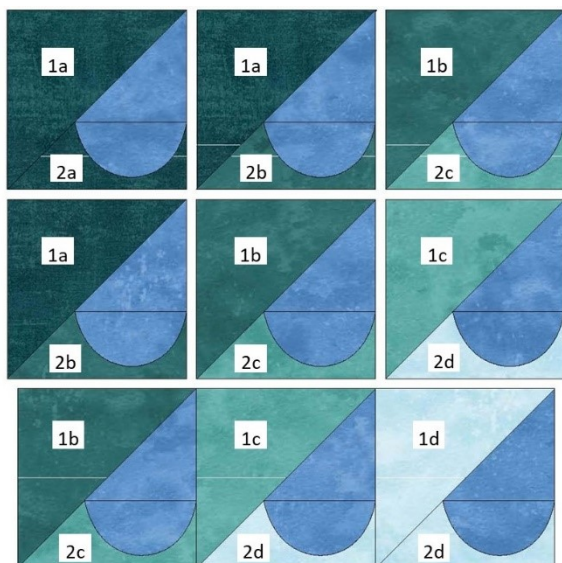 1a 1a 1b
2a 2b 2c
1a 1b 1c
2b 2c 2d
1b 1c 1d
2c 2d 2d